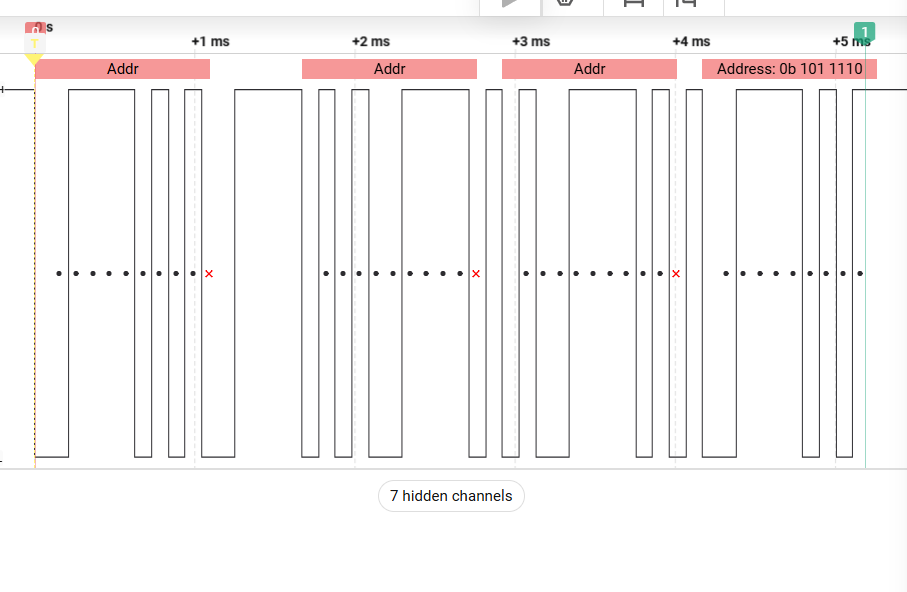 0 s
T
+1 ms
+2 ms
+3 ms
+4 ms
+5 ms
1
Addr
Addr
Addr
Address: 0b 101 1110
7 hidden channels